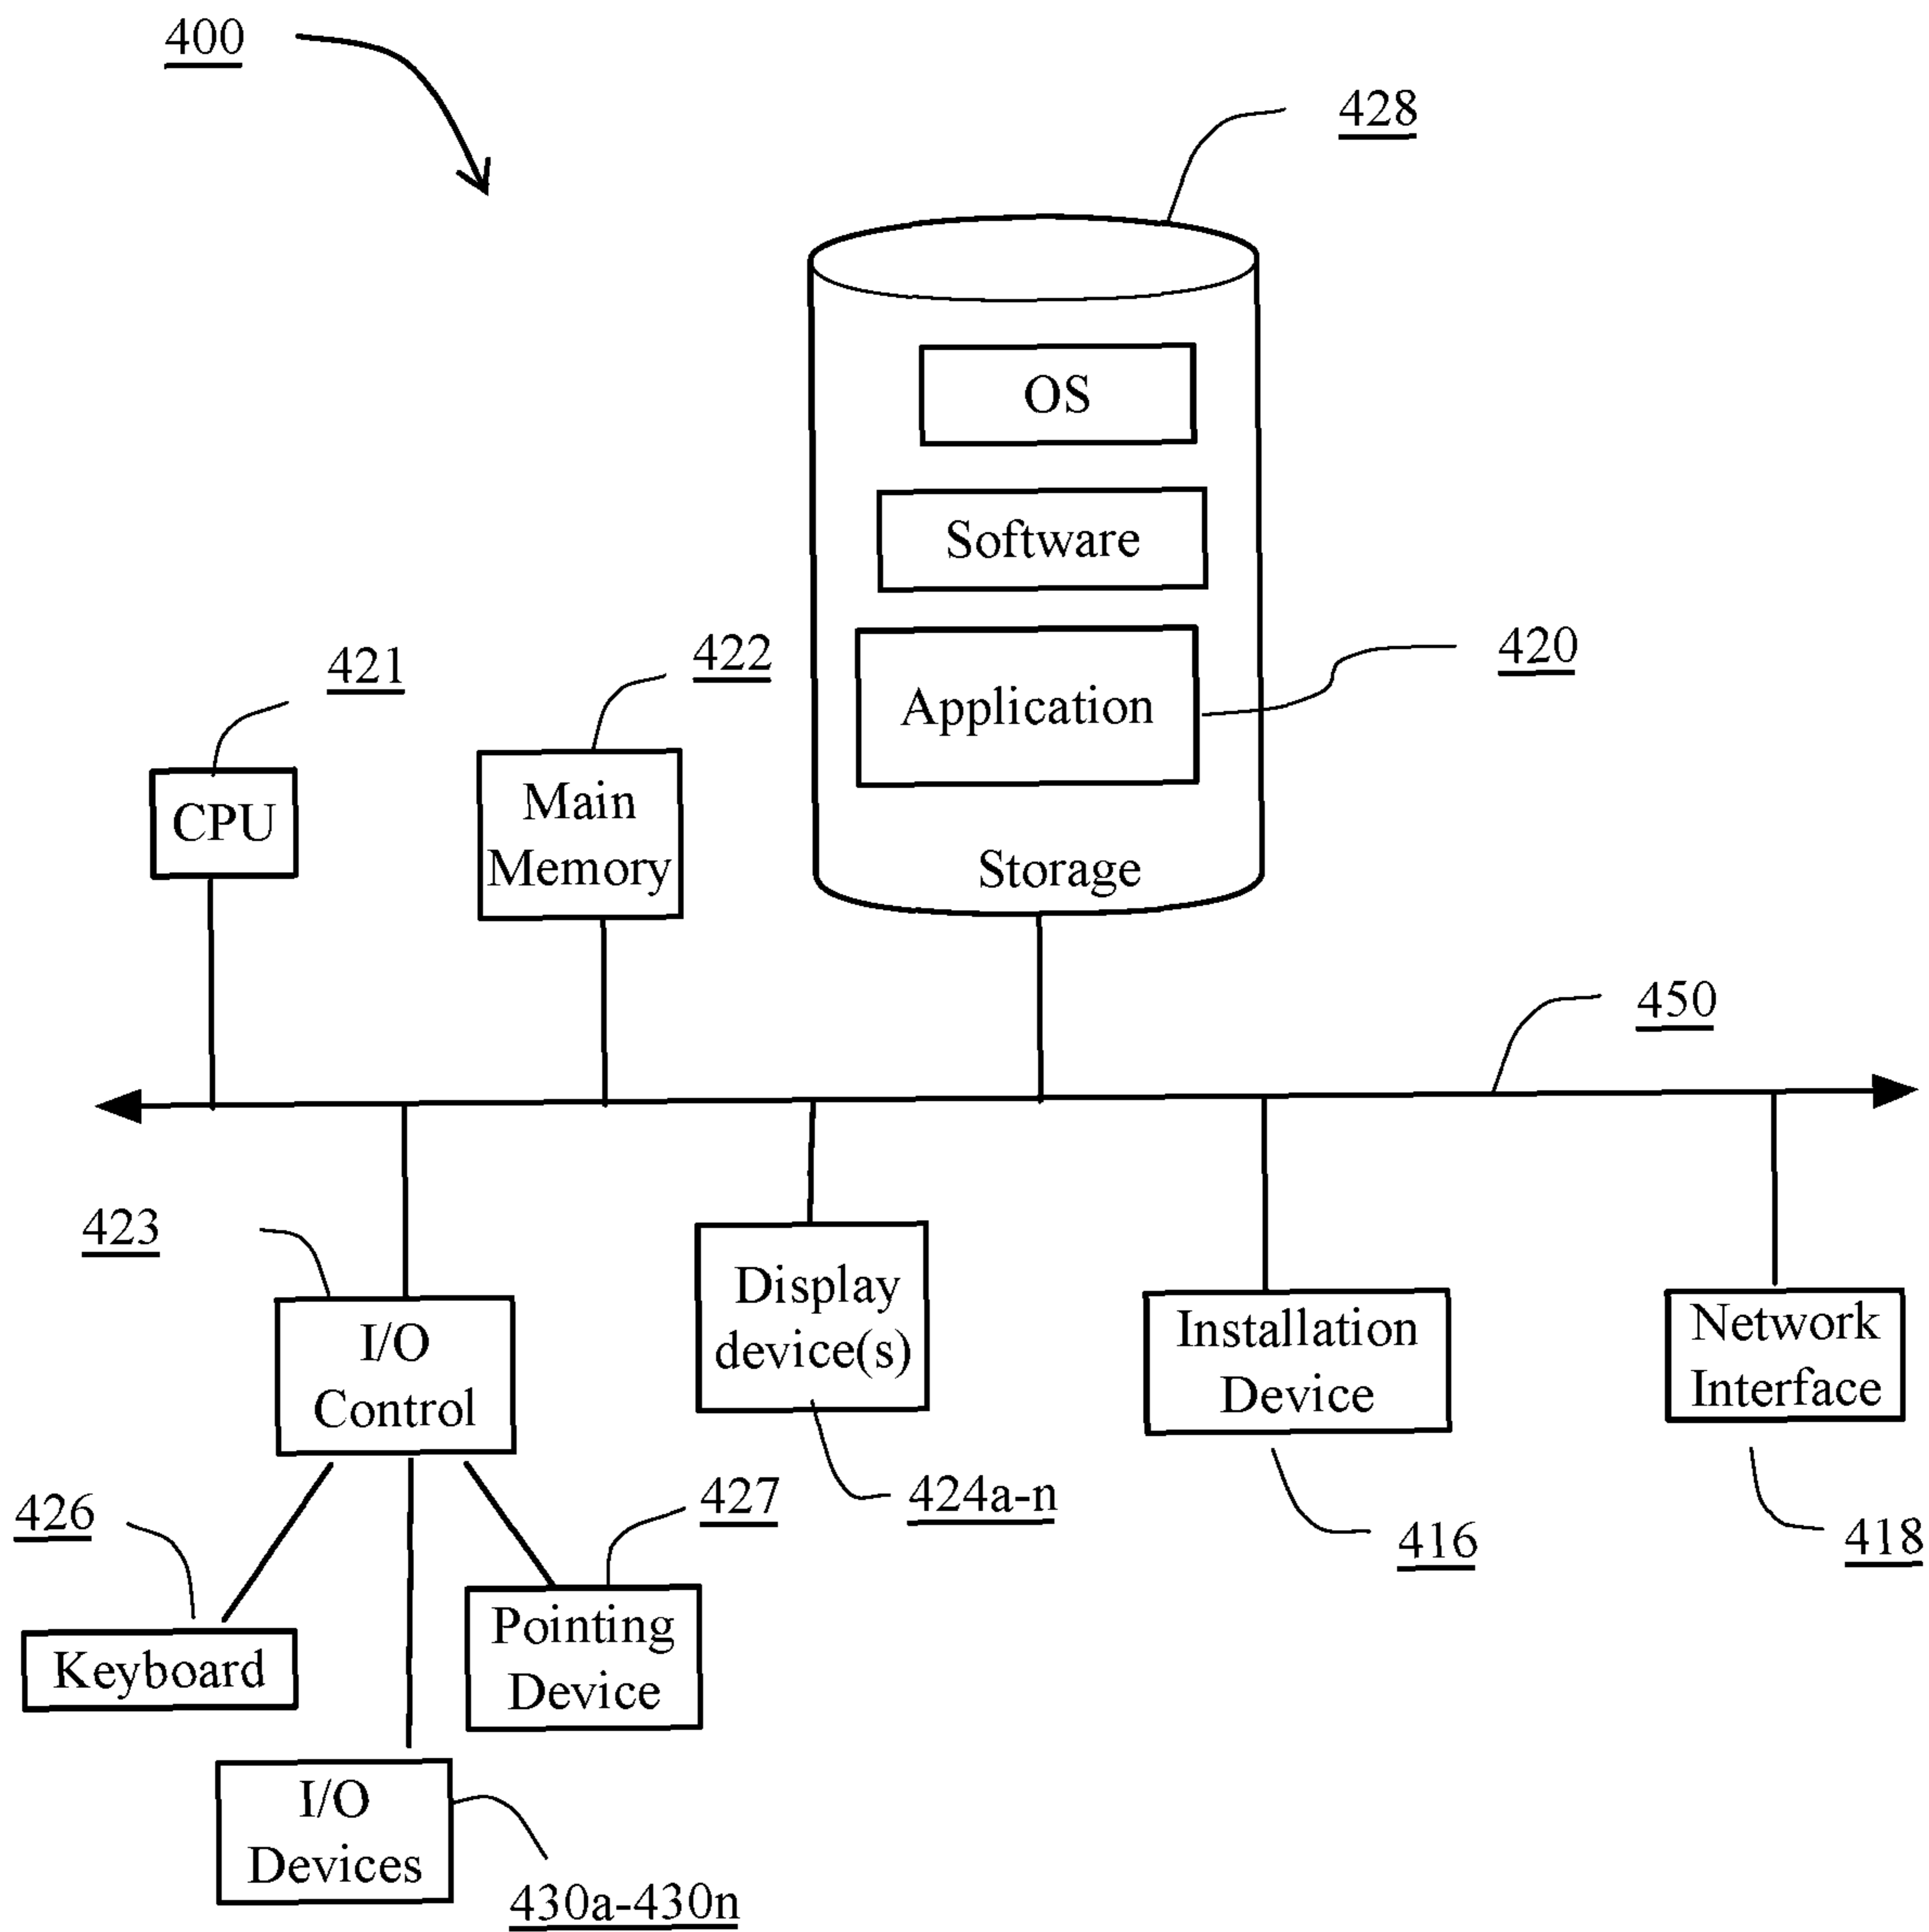 400
428
OS
Software
Application
420
421
422
CPU
Main
Memory
Storage
450
423
I/O
Control
Display
device(s)
Installation
Device
Network
Interface
426
427
424a-n
416
418
Keyboard
Pointing
Device
I/O
Devices
430a-430n